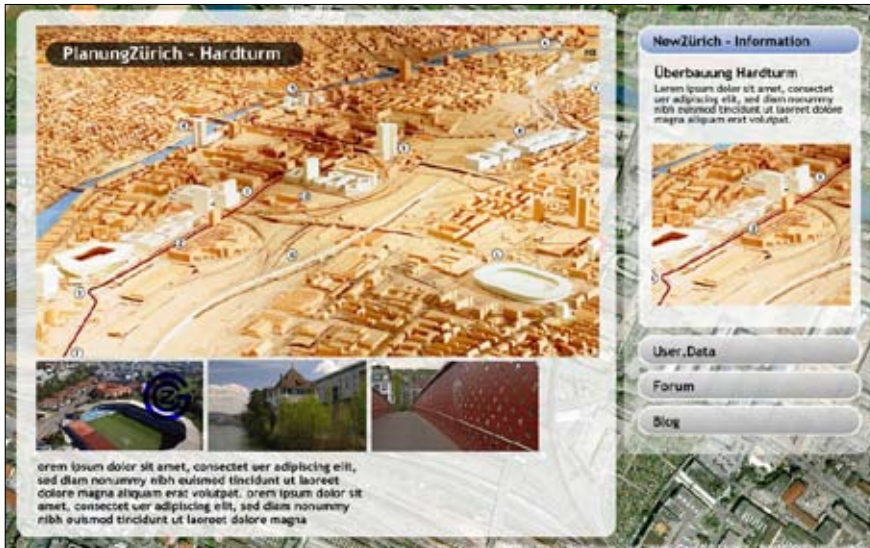 PlanungZürich - Hardturm
orem ipsum dolor sit amet, consectet uer adipiscing elit,
sed diam nonummy nibh euismod tincidunt ut laoreet
dolore magna aliquam erat volutpat. orem ipsum dolor sit
amet, consectet uer adipiscing elit, sed diam nonummy
nibh euismod tincidunt ut laoreet dolore magna
NewZürich - Information
Überbauung Hardturm
Lorem ipsum dolor sit amet, consectet
uer adipiscing elit, sed diam nonummy
nibh euismod tincidunt ut laoreet dolore
magna aliquam erat volutpat.
User.Data
Forum
Blog